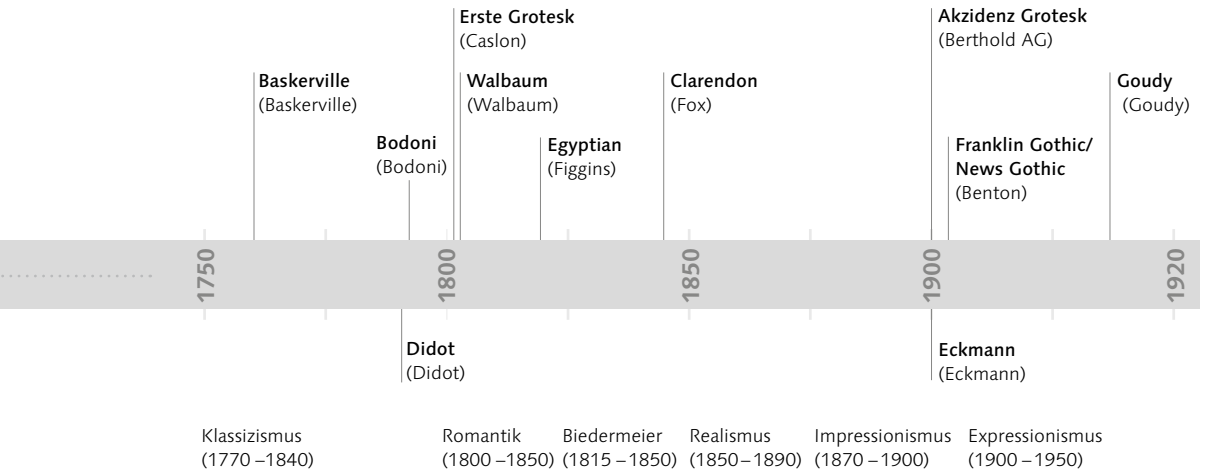 Erste Grotesk
(Caslon)
Akzidenz Grotesk
(Berthold AG)
Baskerville
(Baskerville)
Walbaum
(Walbaum)
Clarendon
(Fox)
Goudy
(Goudy)
Bodoni
(Bodoni)
Egyptian
(Figgins)
Franklin Gothic/
News Gothic
(Benton)
1750
1800
1850
1900
1920
Didot
(Didot)
Eckmann
(Eckmann)
Klassizismus
(1770 –1840)
Romantik
(1800 –1850)
Biedermeier
(1815 – 1850)
Realismus
(1850 – 1890)
Impressionismus
(1870 – 1900)
Expressionismus
(1900 – 1950)